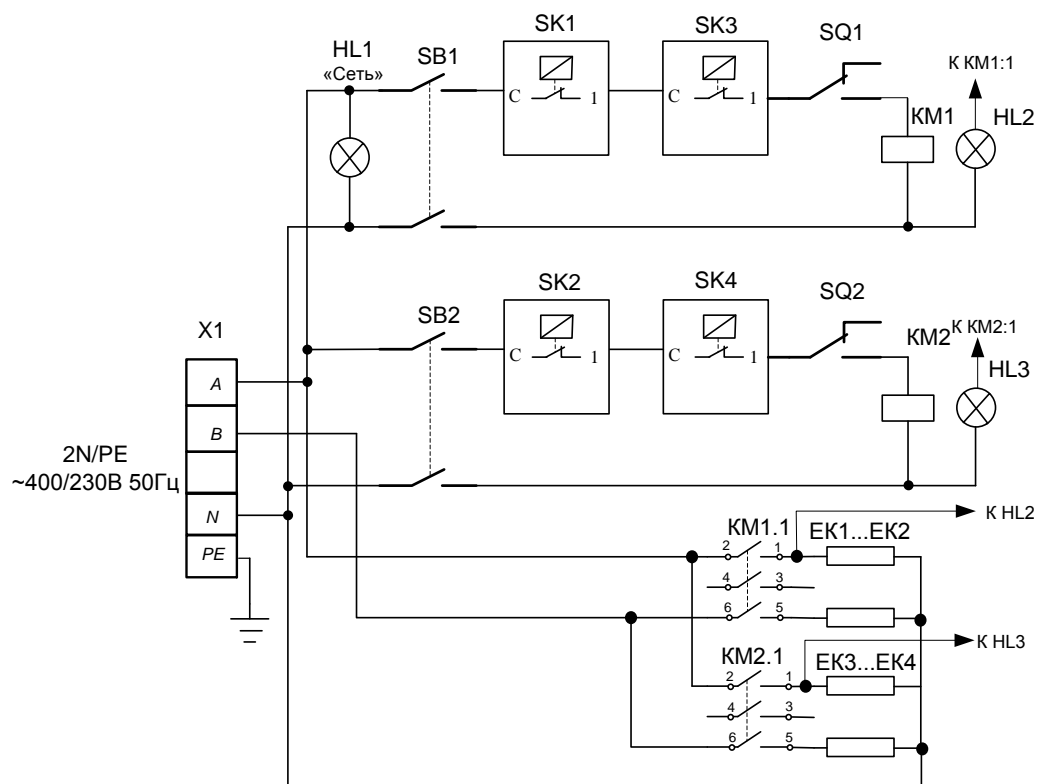 HL1
«Сеть»
SB1
SK1
SK3
SQ1
К КМ1:1
C
1
C
1
КМ1
HL2
SB2
SK2
SK4
SQ2
C
1
C
1
КМ2
К КМ2:1
HL3
X1
A
B
N
PE
2N/PE
~400/230В 50Гц
КМ1.1
2
1
4
3
6
5
К HL2
ЕК1...ЕК2
КМ2.1
2
1
4
3
6
5
К HL3
ЕК3...ЕК4